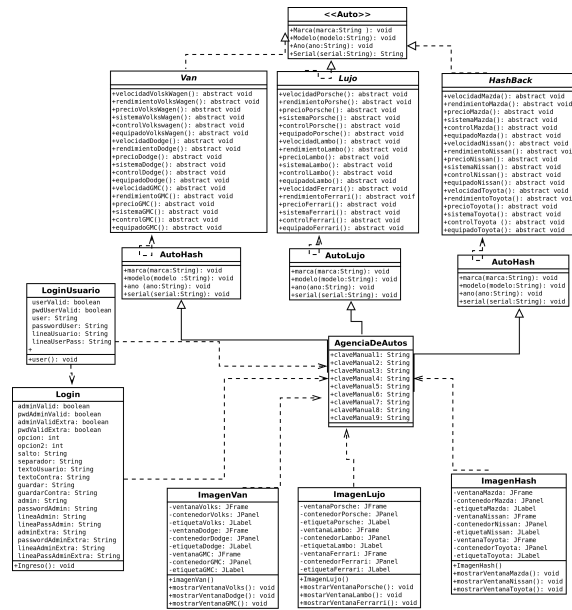 <<Auto>>
+Marca(marca:String ): void
+Modelo(modelo:String): void
+Ano(ano:String): void
+Serial(serial:String): String
Van
+velocidadVolskWagen(): abstract void
+rendimientoVolksWagen(): abstract void
+precioVolksWagen(): abstract void
+sistemaVolksWagen(): abstract void
+controlVolkswagen(): abstract void
+equipadoVolksWagen(): abstract void
+velocidadDodge(): abstract void
+rendimientoDodge(): abstract void
+precioDodge(): abstract void
+sistemaDodge(): abstract void
+controlDodge(): abstract void
+equipadoDodge(): abstract void
+velocidadGMC(): abstract void
+rendimientoGMC(): abstract void
+precioGMC(): abstract void
+sistemaGMC(): abstract void
+controlGMC(): abstract void
+equipadoGMC(): abstract void
Lujo
+velocidadPorsche(): abstract void
+rendimientoPorshe(): abstract void
+precioPorsche(): abstract void
+sistemaPorsche(): abstract void
+controlPorsche(): abstract void
+equipadoPorsche(): abstract void
+velocidadLambo(): abstract void
+rendimientoLambo(): abstract void
+precioLambo(): abstract void
+sistemaLambo(): abstract void
+controlLambo(): abstract void
+equipadoLambo(): abstract void
+velocidadFerrari(): abstract void
+rendimientoFerrari(): abstract voif
+precioFerrari(): abstract void
+sistemaFerrari(): abstract void
+controlFerrari(): abstract void
+equipadoFerrari(): abstract void
HashBack
+velocidadMazda(): abstract void
+rendimientoMazda(): abstract void
+precioMazda(): abstract void
+sistemaMazda(): abstract void
+controlMazda(): abstract void
+equipadoMazda(): abstract void
+velocidadNissan(): abstract void
+rendimientoNissan(): abstract void
+precioNissan(): abstract void
+sistemaNissan(): abstract void
+controlNissan(): abstract void
+equipoNissan(): abstract void
+velocidadToyota(): abstract void
+rendimientoToyota(): abstract void
+precioToyota(): abstract void
+sistemaToyota(): abstract void
+controlToyota (): abstract void
+equipadoToyota(): abstract void
AutoHash
+marca(marca:String): void
+modelo(modelo :String): void
+ano (ano:String): void
+serial(serial:String): void
AutoLujo
+marca(marca:String): void
+modelo(modelo:String): void
+ano(ano:String): void
+serial(serial:String): void
AutoHash
+marca(marca:String): void
+modelo(modelo:String): void
+ano(ano:String): void
+serial(serial:String): void
LoginUsuario
userValid: boolean
pwdUserValid: boolean
user: String
passwordUser: String
lineaUsuario: String
lineaUserPass: String
+
+user(): void
AgenciaDeAutos
+claveManual1: String
+claveManual2: String
+claveManual3: String
+claveManual4: String
+claveManual5: String
+claveManual6: String
+claveManual7: String
+claveManual8: String
+claveManual9: String
Login
adminValid: boolean
pwdAdminValid: boolean
adminValidExtra: boolean
pwdValidExtra: boolean
opcion: int
opcion2: int
salto: String
separador: String
textoUsuario: String
textoContra: String
guardar: String
guardarContra: String
admin: String
passwordAdmin: String
lineaAdmin: String
lineaPassAdmin: String
adminExtra: String
passwordAdminExtra: String
lineaAdminExtra: String
lineaPassAdminExtra: String
+Ingreso(): void
ImagenVan
-ventanaVolks: JFrame
-contenedorVolks: JPanel
-etiquetaVolks: JLabel
-ventanaDodge: JFrame
-contenedorDodge: JPanel
-etiquetaDodge: JLabel
-ventanaGMC: JFrame
-contenedorGMC: JPanel
-etiquetaGMC: JLabel
+imagenVan()
+mostrarVentanaVolks(): void
+mostrarVentanaDodge(): void
+mostrarVentanaGMC(): void
ImagenLujo
-ventanaPorsche: JFrame
-contenedorPorsche: JPanel
-etiquetaPorsche: JLabel
-ventanaLambo: JFrame
-contenedorLambo: JPanel
-etiquetaLambo: JLabel
-ventanaFerrari: JFrame
-contenedorFerrari: JPanel
-etiquetaFerrari: JLabel
+ImagenLujo()
+mostrarVentanaPorsche(): void
+mostrarVentanaLambo(): void
+mostrarVentanaFerrarri(): void
ImagenHash
-ventanaMazda: JFrame
-contenedorMazda: JPanel
-etiquetaMazda: JLabel
-ventanaNissan: JFrame
-contenedorNissan: JPanel
-etiquetaNissan: JLabel
-ventanaToyota: JFrame
-contenedorToyota: JPanel
-etiquetaToyota: JLabel
+ImagenHash()
+mostrarVentanaMazda(): void
+mostrarVentanaNissan(): void
+mostrarVentanaToyota(): void